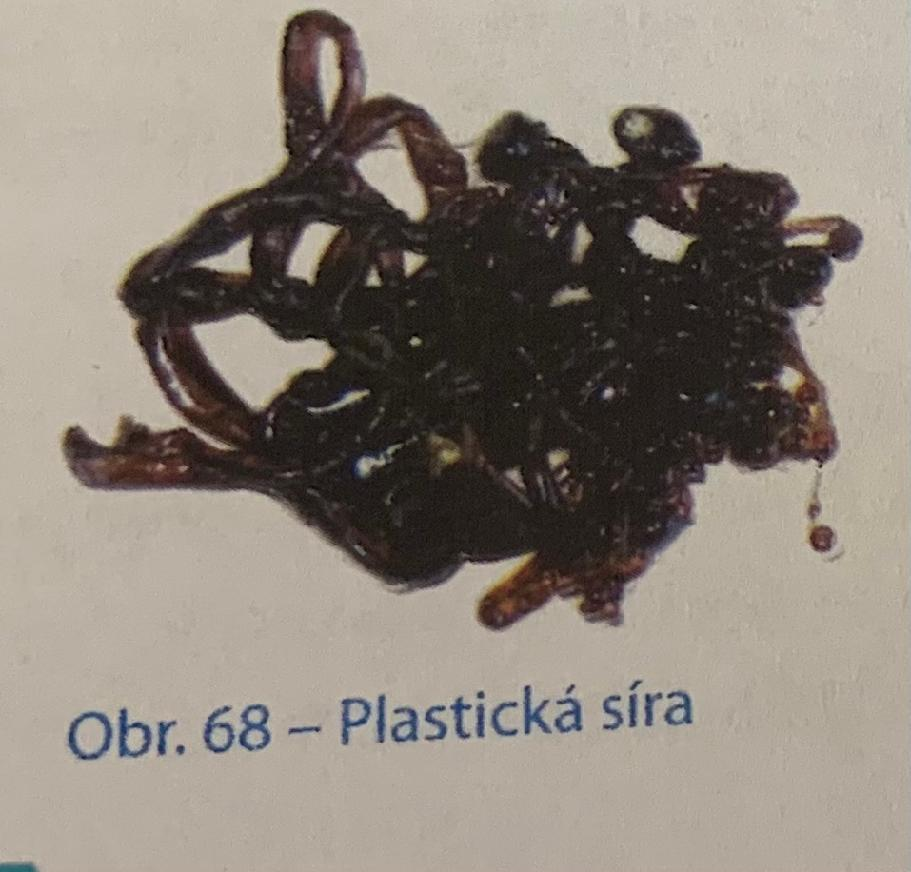 Obr. 68 – Plastická síra